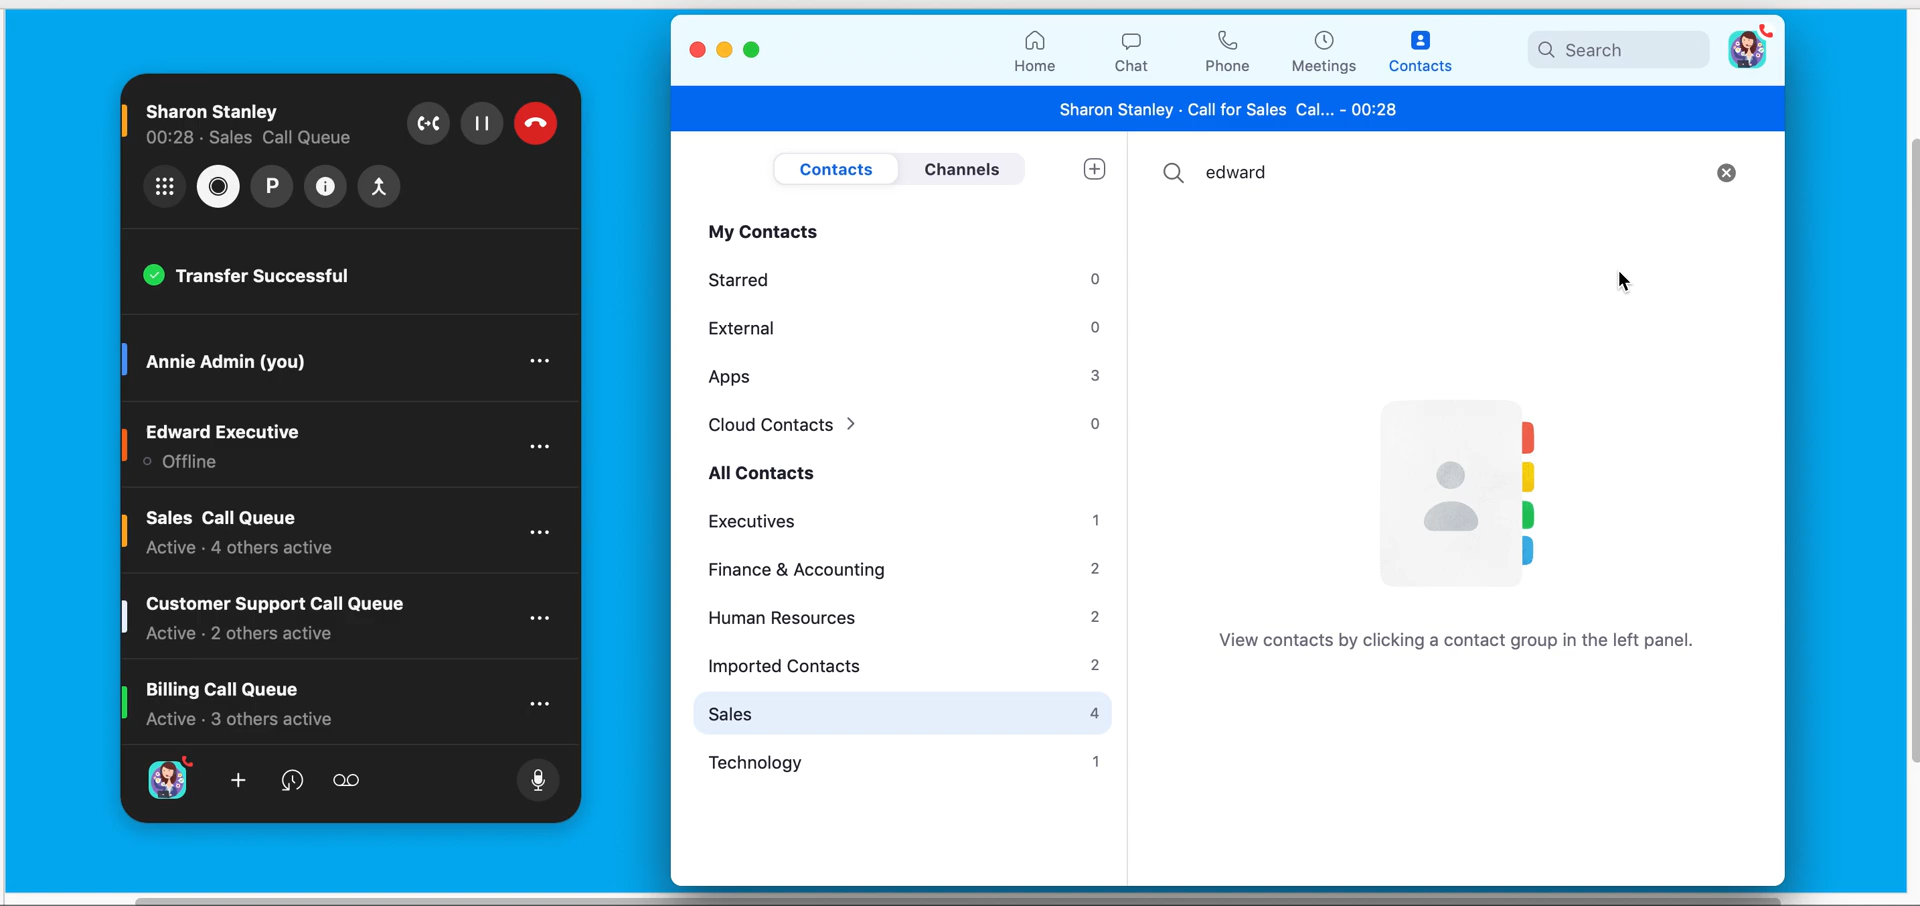 Sharon Stanley
00:28 · Sales Call Queue
P
Transfer Successful
Annie Admin (you)
Edward Executive
Offline
Sales Call Queue
Active · 4 others active
Customer Support Call Queue
Active · 2 others active
Billing Call Queue
Active · 3 others active
Home
Chat
Phone
Meetings
Contacts
Search
Sharon Stanley · Call for Sales Cal... - 00:28
Contacts
Channels
My Contacts
Starred 0
External 0
Apps 3
Cloud Contacts 0
All Contacts
Executives 1
Finance & Accounting 2
Human Resources 2
Imported Contacts 2
Sales 4
Technology 1
edward
View contacts by clicking a contact group in the left panel.